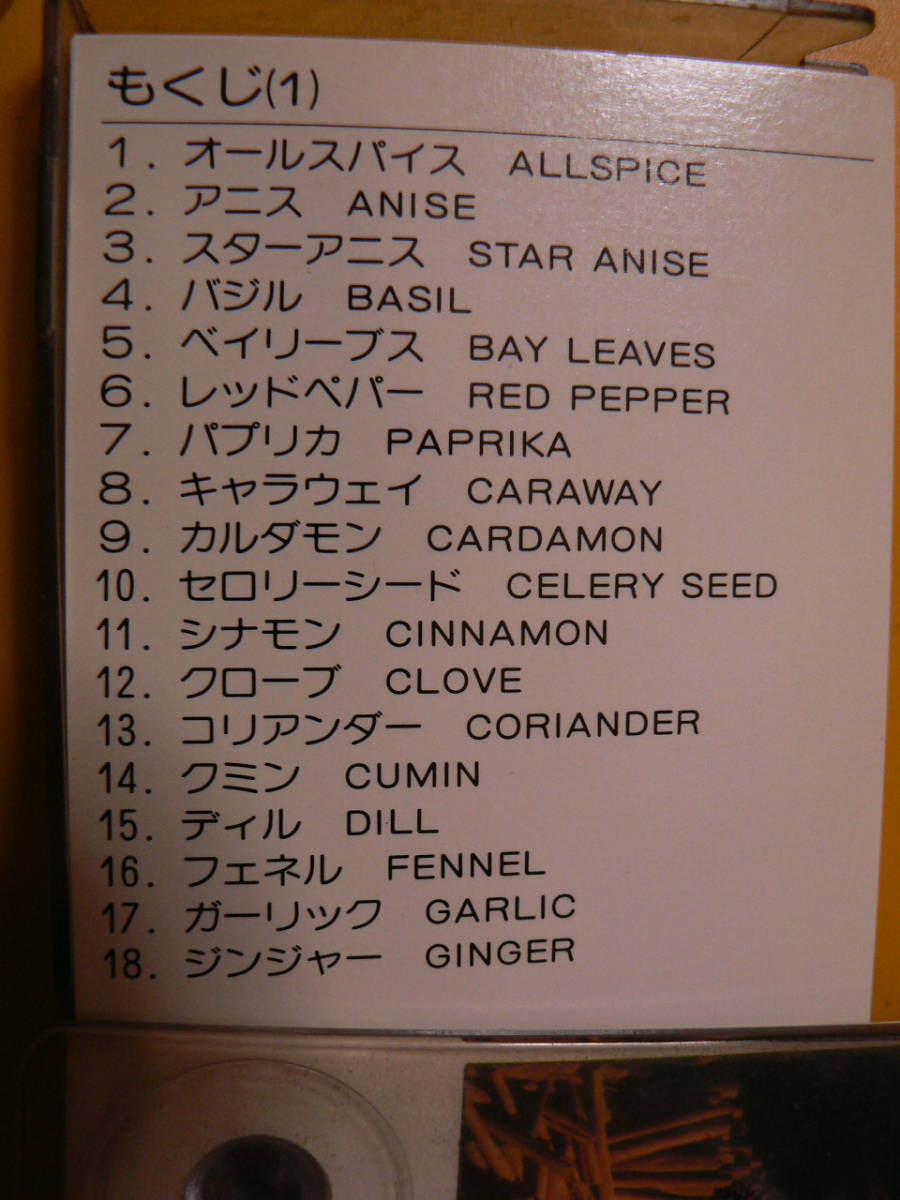 もくじ(1)
1. オールスパイス ALLSPICE
2. アニス ANISE
3. スターアニス STAR ANISE
4. バジル BASIL
5. ベイリーブス BAY LEAVES
6. レッドペパー RED PEPPER
7. パプリカ PAPRIKA
8. キャラウェイ CARAWAY
9. カルダモン CARDAMON
10. セロリーシード CELERY SEED
11. シナモン CINNAMON
12. クローブ CLOVE
13. コリアンダー CORIANDER
14. クミン CUMIN
15. ディル DILL
16. フェネル FENNEL
17. ガーリック GARLIC
18. ジンジャー GINGER